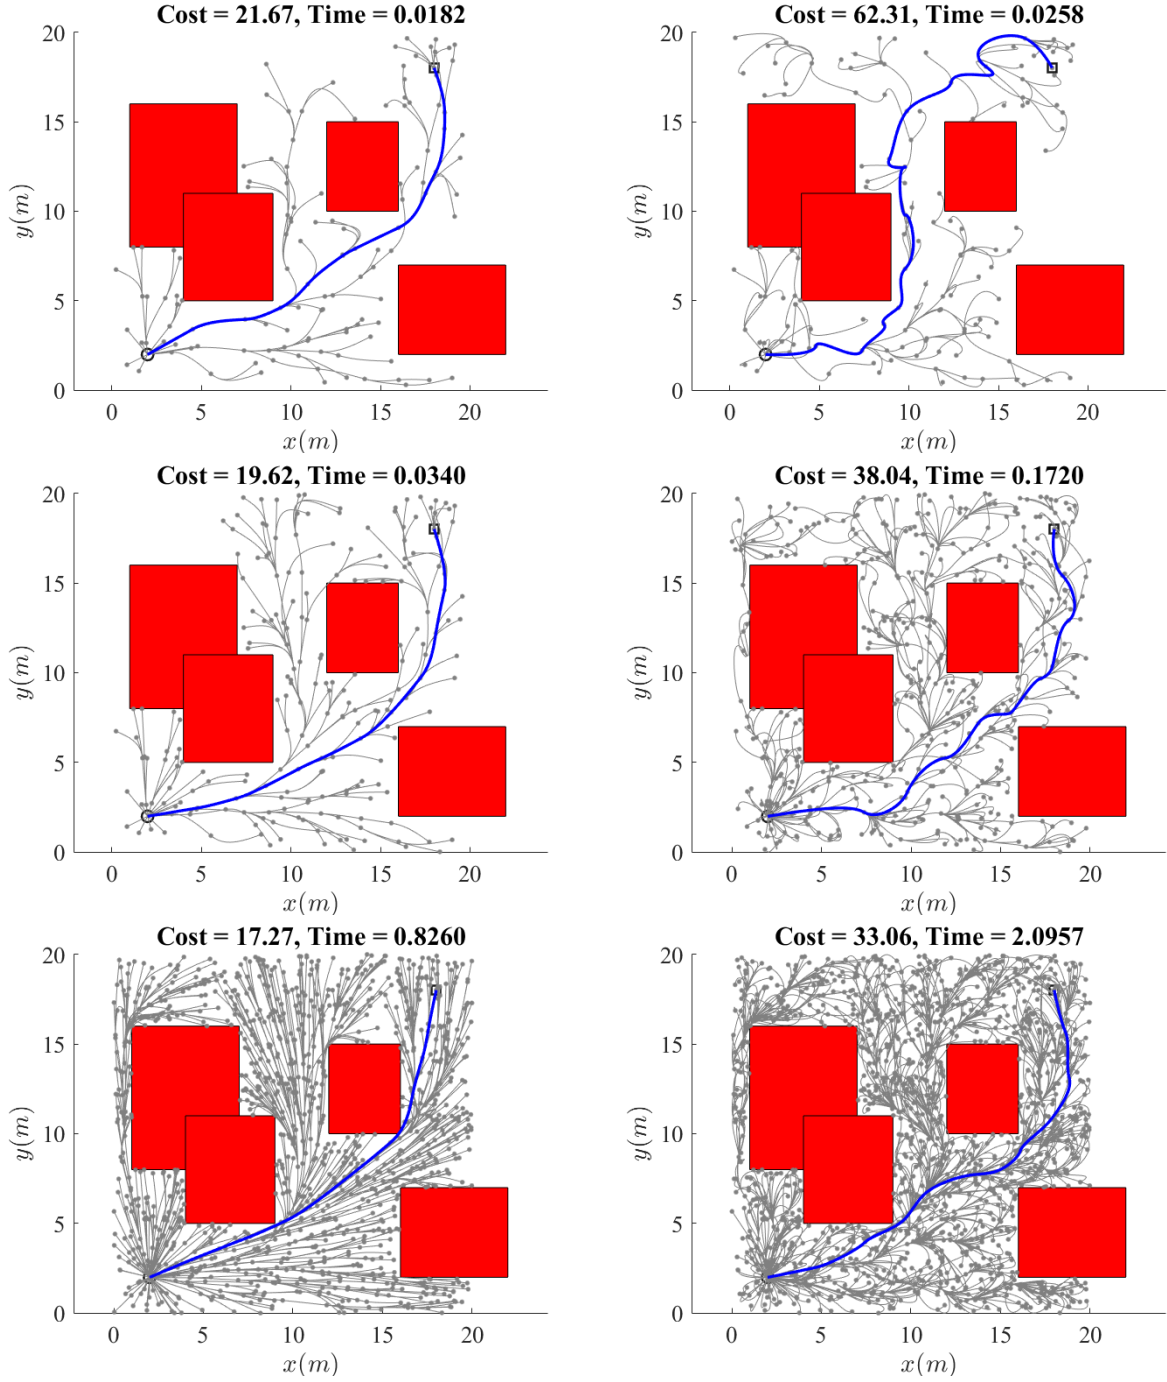 Cost = 21.67, Time = 0.0182
20
15
10
5
0
y(m)
0 5 10 15 20
x(m)
Cost = 62.31, Time = 0.0258
20
15
10
5
0
y(m)
0 5 10 15 20
x(m)
Cost = 19.62, Time = 0.0340
20
15
10
5
0
y(m)
0 5 10 15 20
x(m)
Cost = 38.04, Time = 0.1720
20
15
10
5
0
y(m)
0 5 10 15 20
x(m)
Cost = 17.27, Time = 0.8260
20
15
10
5
0
y(m)
0 5 10 15 20
x(m)
Cost = 33.06, Time = 2.0957
20
15
10
5
0
y(m)
0 5 10 15 20
x(m)